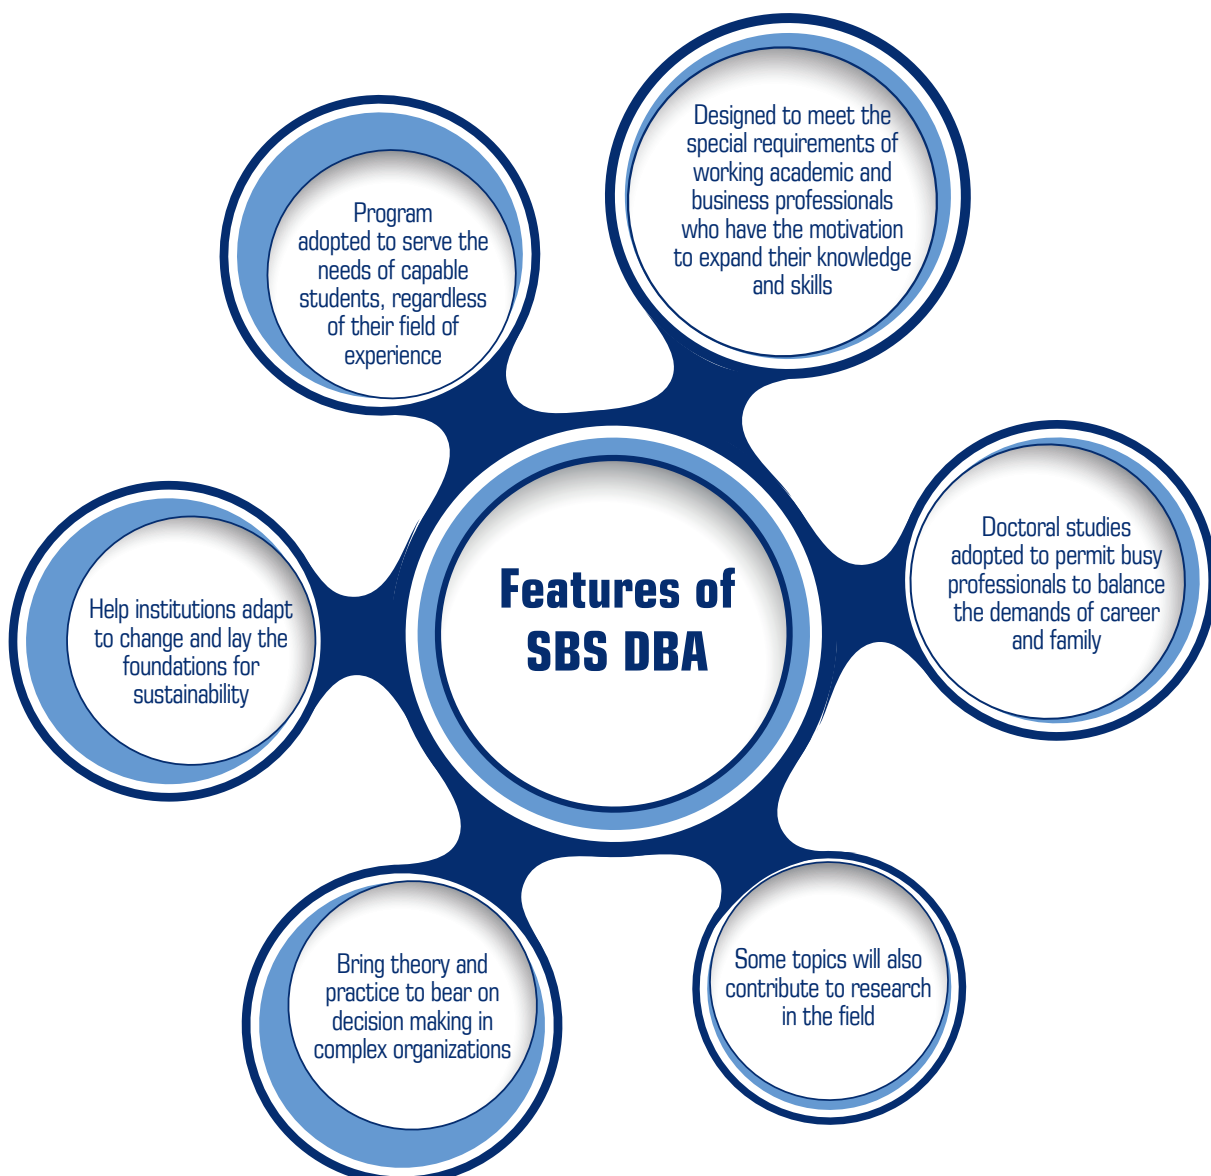 Designed to meet the
special requirements of
working academic and
business professionals
who have the motivation
to expand their knowledge
and skills
Program
adopted to serve the
needs of capable
students, regardless
of their field of
experience
Doctoral studies
adopted to permit busy
professionals to balance
the demands of career
and family
Features of
SBS DBA
Help institutions adapt
to change and lay the
foundations for
sustainability
Bring theory and
practice to bear on
decision making in
complex organizations
Some topics will also
contribute to research
in the field